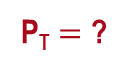 P_T = ?